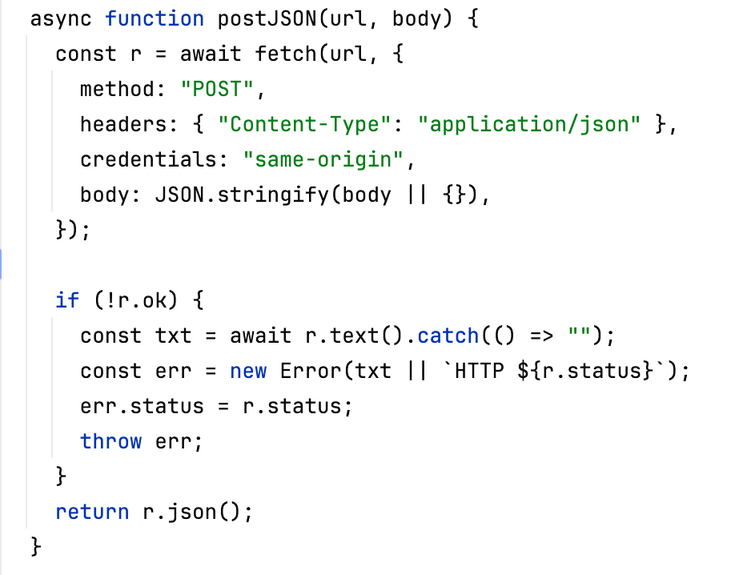 async function postJSON(url, body) {
  const r = await fetch(url, {
    method: "POST",
    headers: { "Content-Type": "application/json" },
    credentials: "same-origin",
    body: JSON.stringify(body || {}),
  });

  if (!r.ok) {
    const txt = await r.text().catch(() => "");
    const err = new Error(txt || `HTTP ${r.status}`);
    err.status = r.status;
    throw err;
  }
  return r.json();
}